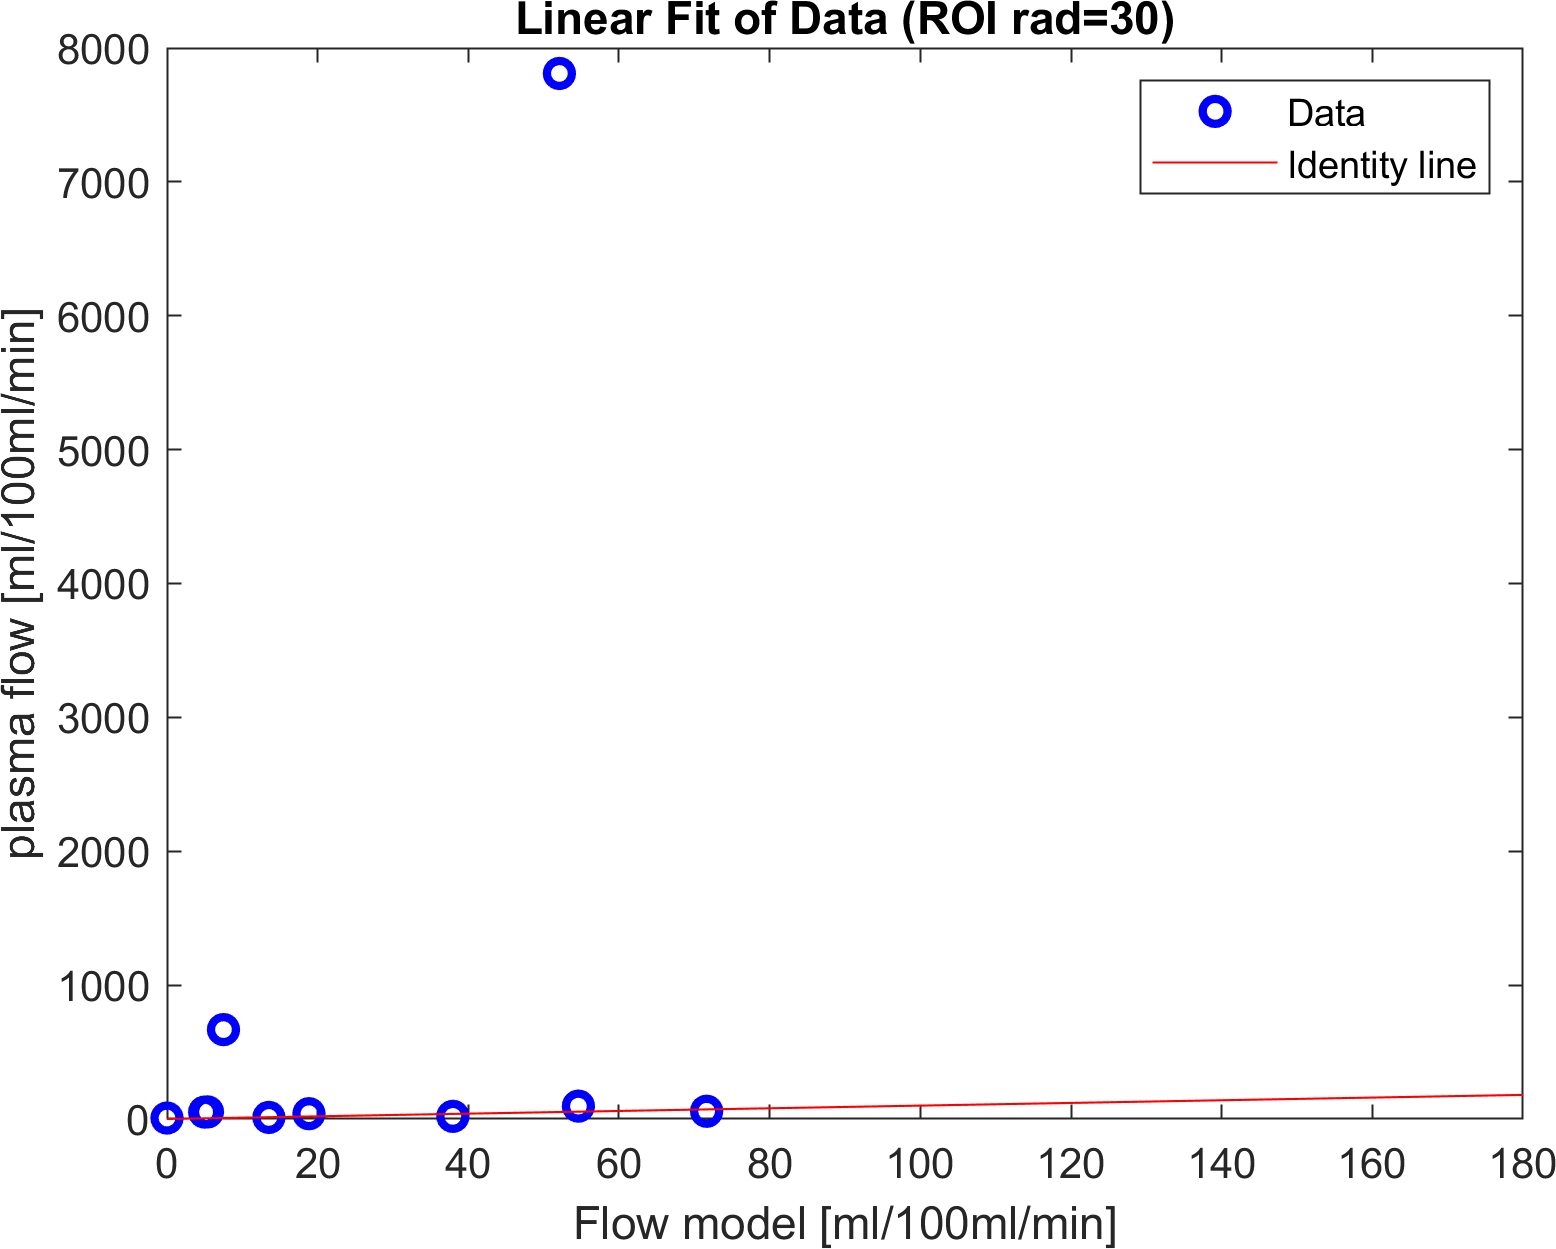 Linear Fit of Data (ROI rad=30)
8000
7000
6000
5000
4000
3000
2000
1000
0
plasma flow [ml/100ml/min]
Data
Identity line
0 20 40 60 80 100 120 140 160 180
Flow model [ml/100ml/min]